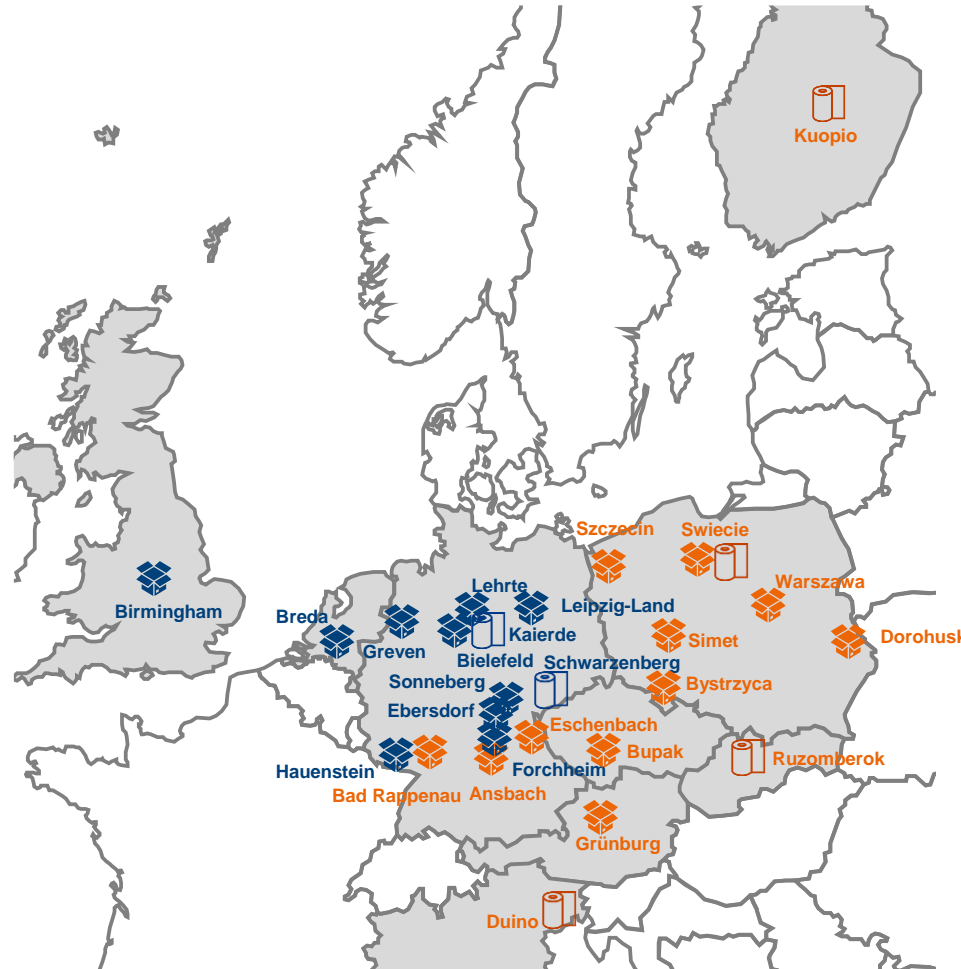 Kuopio
Szczecin
Swiecie
Warszawa
Lehrte
Leipzig-Land
Birmingham
Breda
Greven
Kaierde
Simet
Dorohusk
Bielefeld
Schwarzenberg
Sonneberg
Bystrzyca
Ebersdorf
Eschenbach
Bupak
Ruzomberok
Hauenstein
Forchheim
Bad Rappenau
Ansbach
Grünburg
Duino